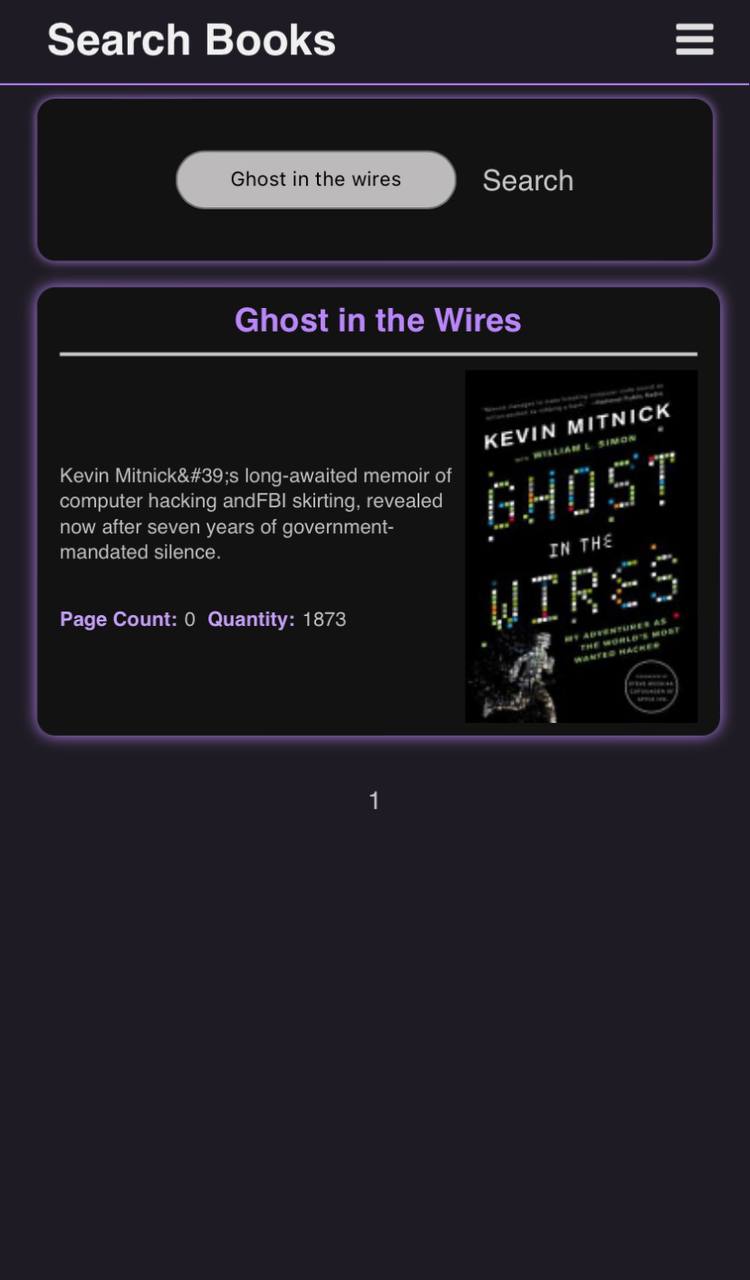 Search Books
Ghost in the wires Search
Ghost in the Wires
Kevin Mitnick&#39;s long-awaited memoir of
computer hacking andFBI skirting, revealed
now after seven years of government-
mandated silence.
Page Count: 0 Quantity: 1873
KEVIN MITNICK
WITH WILLIAM L. SIMON
GHOST
IN THE
WIRES
MY ADVENTURES AS
THE WORLD'S MOST
WANTED HACKER
1